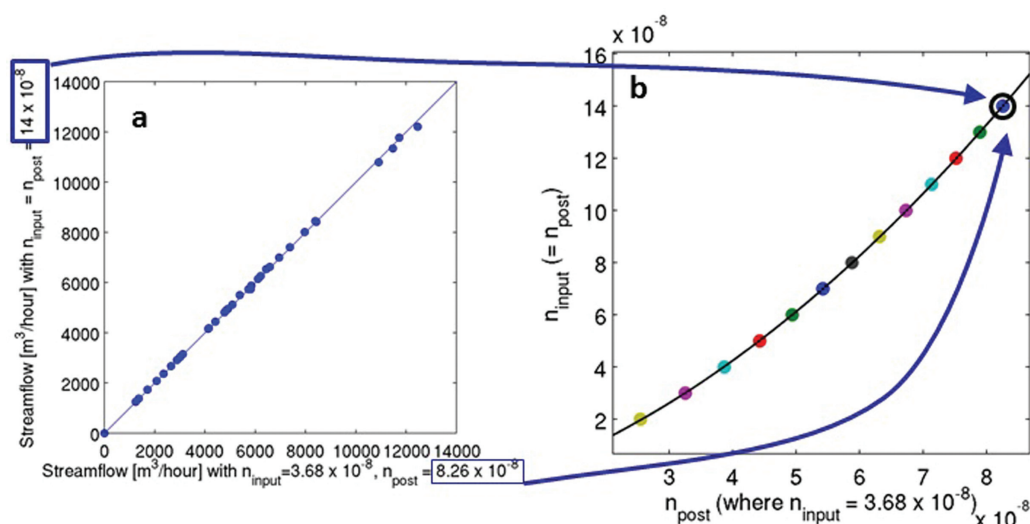 a
Streamflow [m³/hour] with n_input = n_post = 14 x 10⁻⁸
14000
12000
10000
8000
6000
4000
2000
0
0 2000 4000 6000 8000 10000 12000 14000
Streamflow [m³/hour] with n_input=3.68 x 10⁻⁸, n_post = 8.26 x 10⁻⁸
x 10⁻⁸
b
n_input (= n_post)
16
14
12
10
8
6
4
2
3 4 5 6 7 8
n_post (where n_input = 3.68 x 10⁻⁸)
x 10⁻⁸